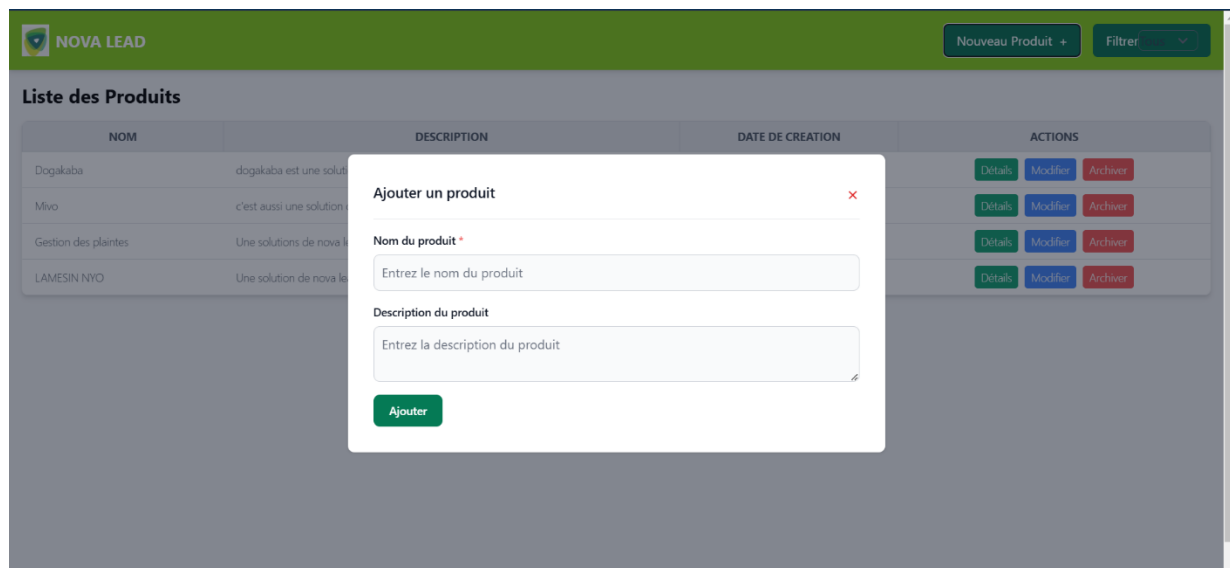 NOVA LEAD
Nouveau Produit +
Filtrer
Liste des Produits
NOM DESCRIPTION DATE DE CREATION ACTIONS
Dogakaba dogakaba est une soluti Détails Modifier Archiver
Mivo c'est aussi une solution Détails Modifier Archiver
Gestion des plaintes Une solutions de nova le Détails Modifier Archiver
LAMESIN NYO Une solution de nova lea Détails Modifier Archiver
Ajouter un produit ×
Nom du produit *
Entrez le nom du produit
Description du produit
Entrez la description du produit
Ajouter